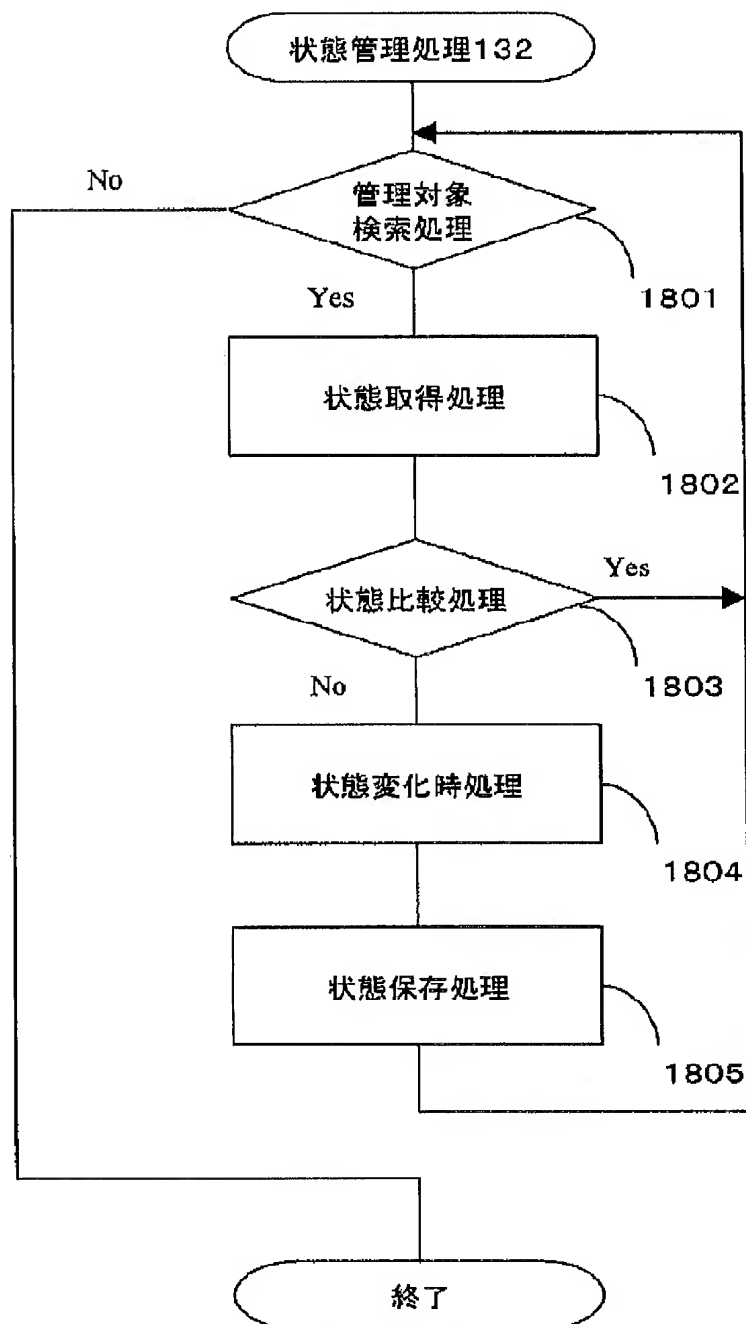 状態管理処理132
No
管理対象
検索処理
1801
Yes
状態取得処理
1802
状態比較処理
Yes
1803
No
状態変化時処理
1804
状態保存処理
1805
終了